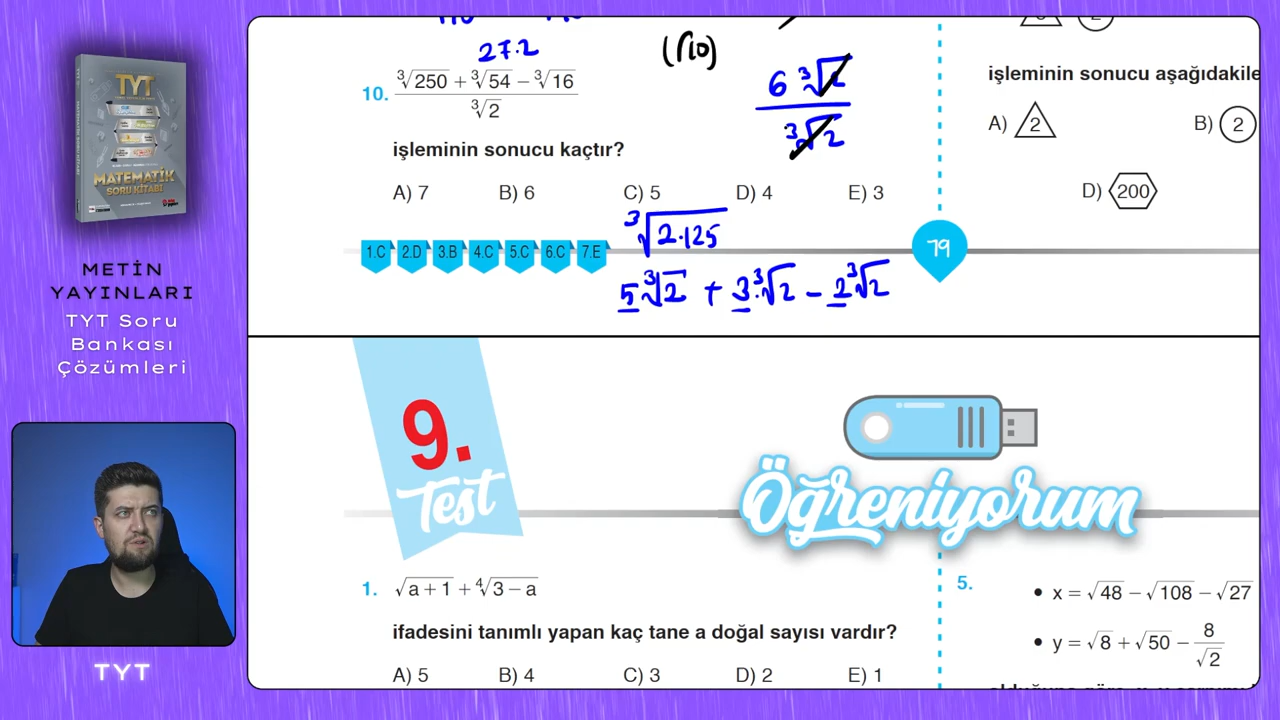 27.2
(√10)
10. (∛250 + ∛54 − ∛16) / ∛2
6 ∛2
∛2
işleminin sonucu kaçtır?
A) 7 B) 6 C) 5 D) 4 E) 3
∛2·125
1.C 2.D 3.B 4.C 5.C 6.C 7.E
5∛2 + 3·∛2 − 2∛2
79
işleminin sonucu aşağıdakile
A) 2 B) 2
D) 200
TYT
MATEMATİK
SORU KİTABI
METİN
YAYINLARI
TYT Soru
Bankası
Çözümleri
TYT
9.
Test
Öğreniyorum
1. √a + 1 + ∜3 − a
ifadesini tanımlı yapan kaç tane a doğal sayısı vardır?
A) 5 B) 4 C) 3 D) 2 E) 1
5.
• x = √48 − √108 − √27
• y = √8 + √50 − 8/√2